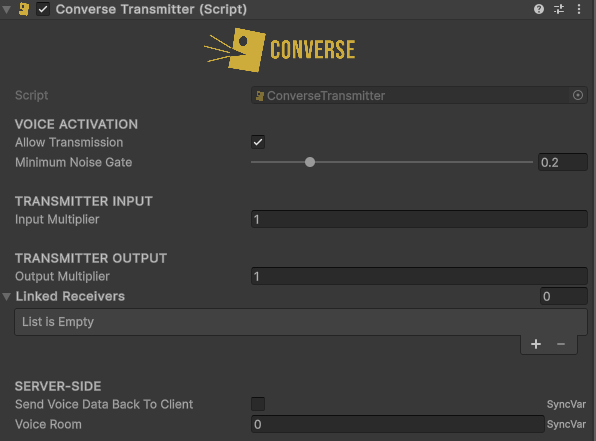 Converse Transmitter (Script)
CONVERSE
Script ConverseTransmitter
VOICE ACTIVATION
Allow Transmission
Minimum Noise Gate 0.2
TRANSMITTER INPUT
Input Multiplier 1
TRANSMITTER OUTPUT
Output Multiplier 1
Linked Receivers 0
List is Empty
+ −
SERVER-SIDE
Send Voice Data Back To Client SyncVar
Voice Room 0 SyncVar